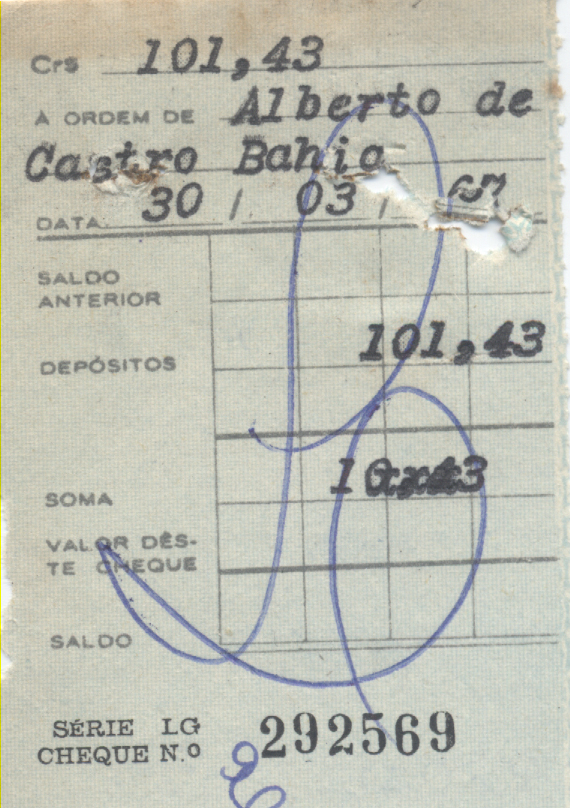 Crs 101,43
A ORDEM DE Alberto de
Castro Bahia
DATA 30 / 03 /
SALDO
ANTERIOR
101,43
DEPÓSITOS
SOMA
VALOR DÊS-
TE CHEQUE
SALDO
SÉRIE LG
CHEQUE N.º 292569